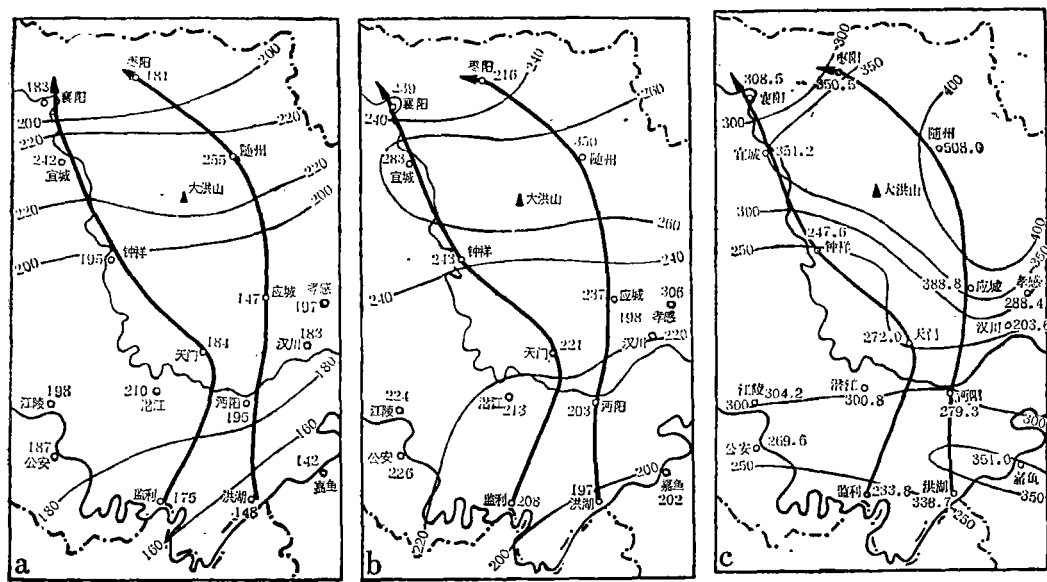 枣阳
181
200
183
襄阳
200
220
220
242
宜城
255
随州
大洪山
220
220
200
钟祥
195
200
147
应城
孝感
197
184
天门
183
汉川
180
198
江陵
210
沔阳
195
160
187
公安
142
嘉鱼
180
监利
175
洪湖
148
160
a
枣阳
216
240
239
襄阳
240
260
350
随州
283
宜城
大洪山
260
243
钟祥
240
240
237
应城
306
孝感
198
汉川
220
天门
221
224
江陵
213
沔阳
203
公安
226
200
嘉鱼
202
监利
208
197
洪湖
220
200
b
300
枣阳
350
350.5
308.5
襄阳
300
400
随州
508.0
宜城
351.2
大洪山
300
247.6
钟祥
250
400
350
388.8
应城
孝感
288.4
汉川
203.6
272.0
天门
江陵
304.2
300
潜江
300.8
沔阳
279.3
300
公安
269.6
250
351.0
嘉鱼
监利
233.8
洪湖
338.7
250
350
c